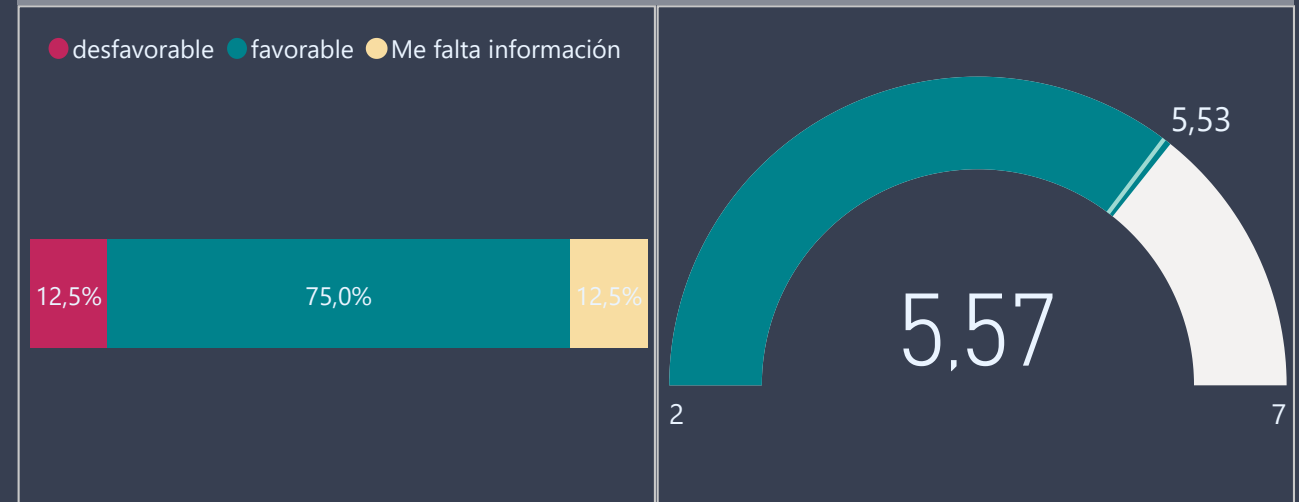 desfavorable favorable Me falta información
12,5% 75,0% 12,5%
5,53
5,57
2 7